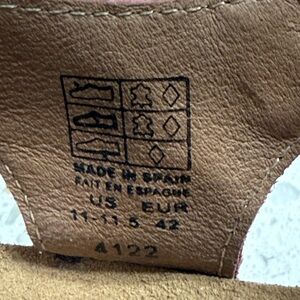 MADE IN SPAIN
FAIT EN ESPAGNE
US EUR
11-11.5 42
4122